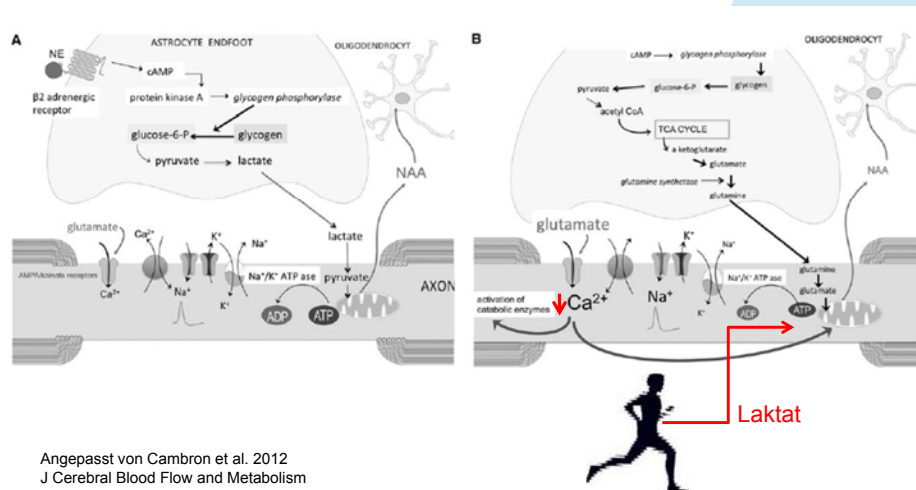 A
ASTROCYTE ENDFOOT
OLIGODENDROCYT
NE
β2 adrenergic
receptor
cAMP
protein kinase A
glycogen phosphorylase
glucose-6-P
glycogen
pyruvate
lactate
NAA
glutamate
Ca²⁺
K⁺
Na⁺
lactate
AMPA/kainate receptors
Na⁺/K⁺ ATP ase
pyruvate
AXON
Ca²⁺
Na⁺
K⁺
ADP
ATP
B
OLIGODENDROCYT
cAMP
glycogen phosphorylase
pyruvate
glucose-6-P
glycogen
acetyl CoA
TCA CYCLE
a ketoglutarate
glutamate
glutamine synthetase
glutamine
NAA
glutamate
K⁺
Na⁺
Na⁺/K⁺ ATP ase
glutamine
glutamate
activation of
catabolic enzymes
Ca²⁺
Na⁺
K⁺
ADP
ATP
Laktat
Angepasst von Cambron et al. 2012
J Cerebral Blood Flow and Metabolism